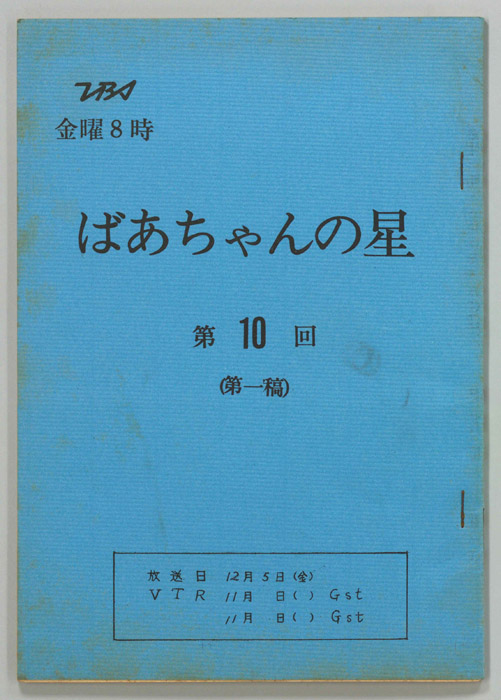 TBS
金曜8時
ばあちゃんの星
第10回
(第一稿)
放送日 12月5日(金)
VTR 11月 日( ) Gst
11月 日( ) Gst